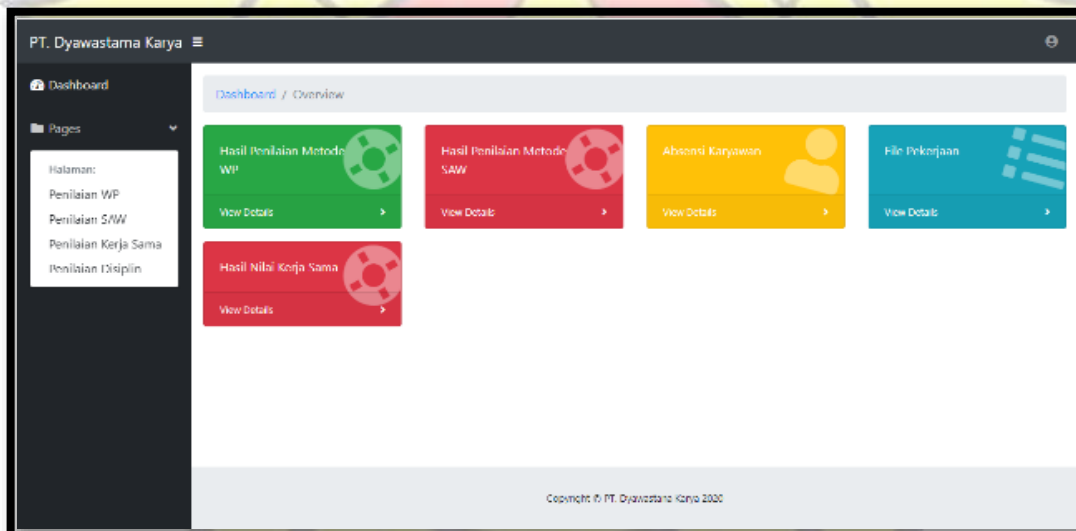 PT. Dyawastama Karya
Dashboard
Dashboard / Overview
Pages
Halaman:
Penilaian WP
Penilaian SAW
Penilaian Kerja Sama
Penilaian Disiplin
Hasil Penilaian Metode
WP
View Details
Hasil Penilaian Metode
SAW
View Details
Absensi Karyawan
View Details
File Pekerjaan
View Details
Hasil Nilai Kerja Sama
View Details
Copyright © PT. Dyawastana Karya 2020